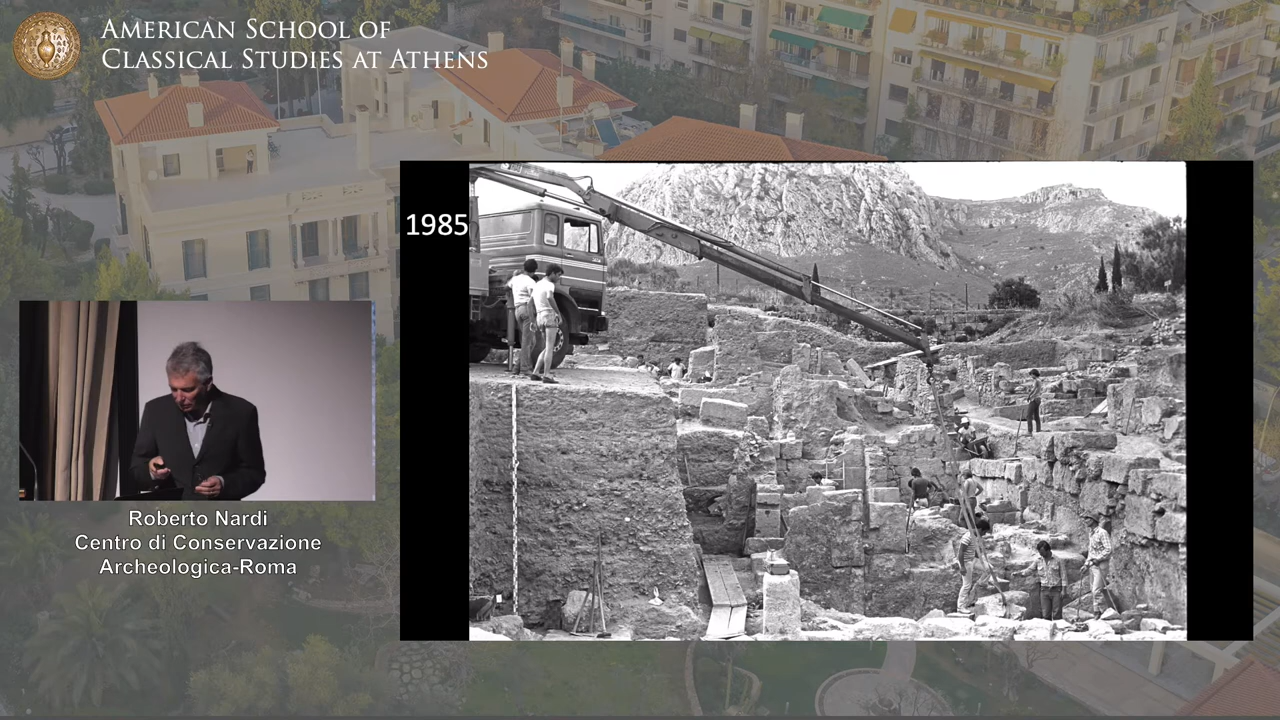 AMERICAN SCHOOL OF
CLASSICAL STUDIES AT ATHENS
1985
Roberto Nardi
Centro di Conservazione
Archeologica-Roma